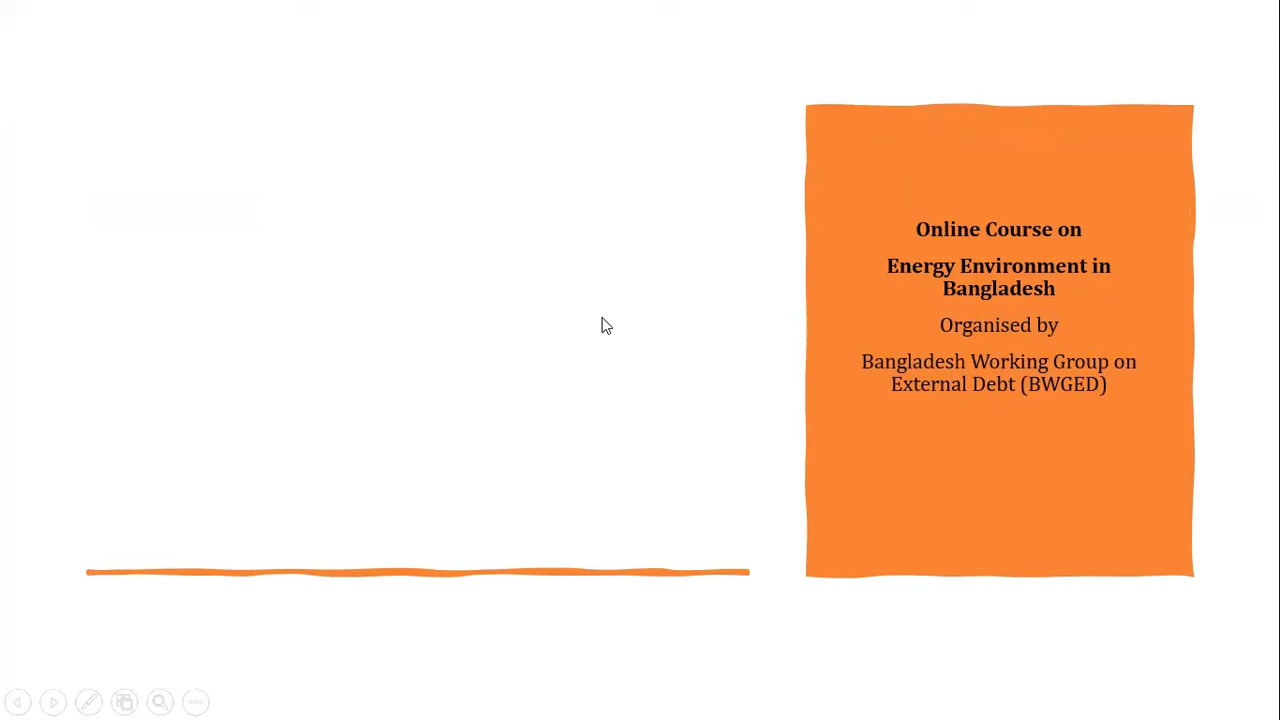 Online Course on
Energy Environment in
Bangladesh
Organised by
Bangladesh Working Group on
External Debt (BWGED)